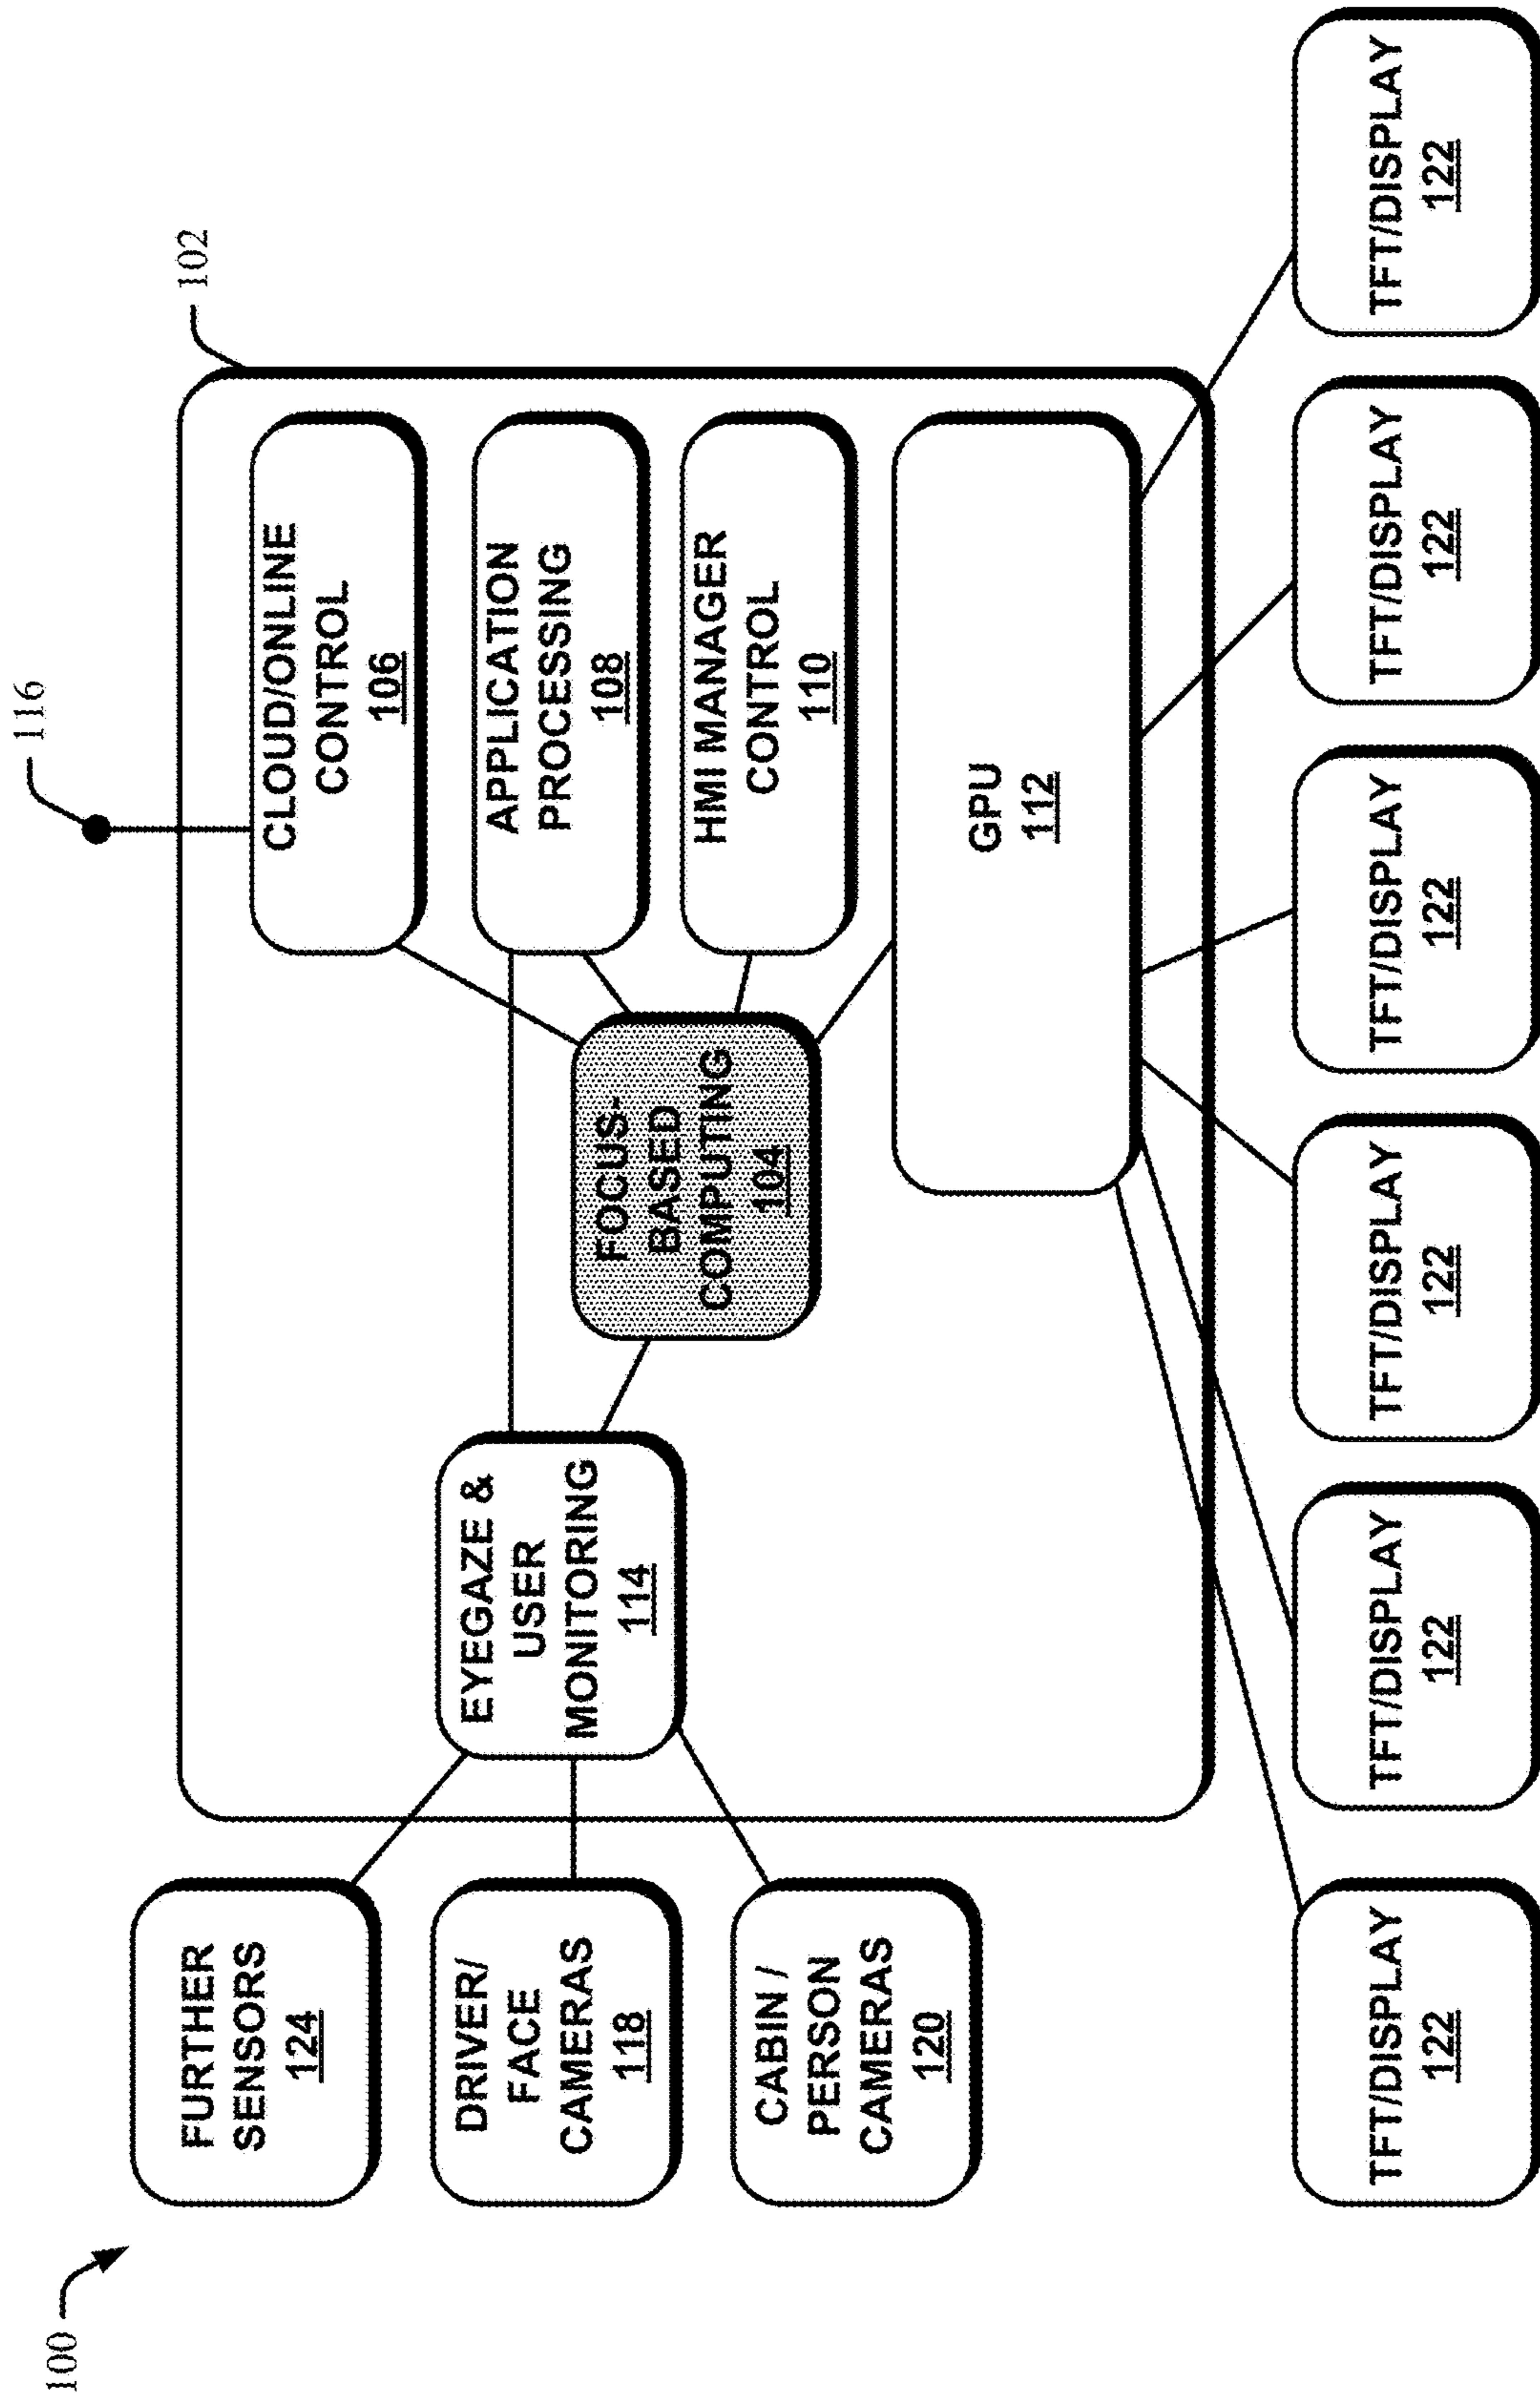 100
116
102
FURTHER
SENSORS
124
DRIVER/
FACE
CAMERAS
118
CABIN /
PERSON
CAMERAS
120
EYEGAZE &
USER
MONITORING
114
FOCUS-
BASED
COMPUTING
104
CLOUD/ONLINE
CONTROL
106
APPLICATION
PROCESSING
108
HMI MANAGER
CONTROL
110
GPU
112
TFT/DISPLAY
122
TFT/DISPLAY
122
TFT/DISPLAY
122
TFT/DISPLAY
122
TFT/DISPLAY
122
TFT/DISPLAY
122